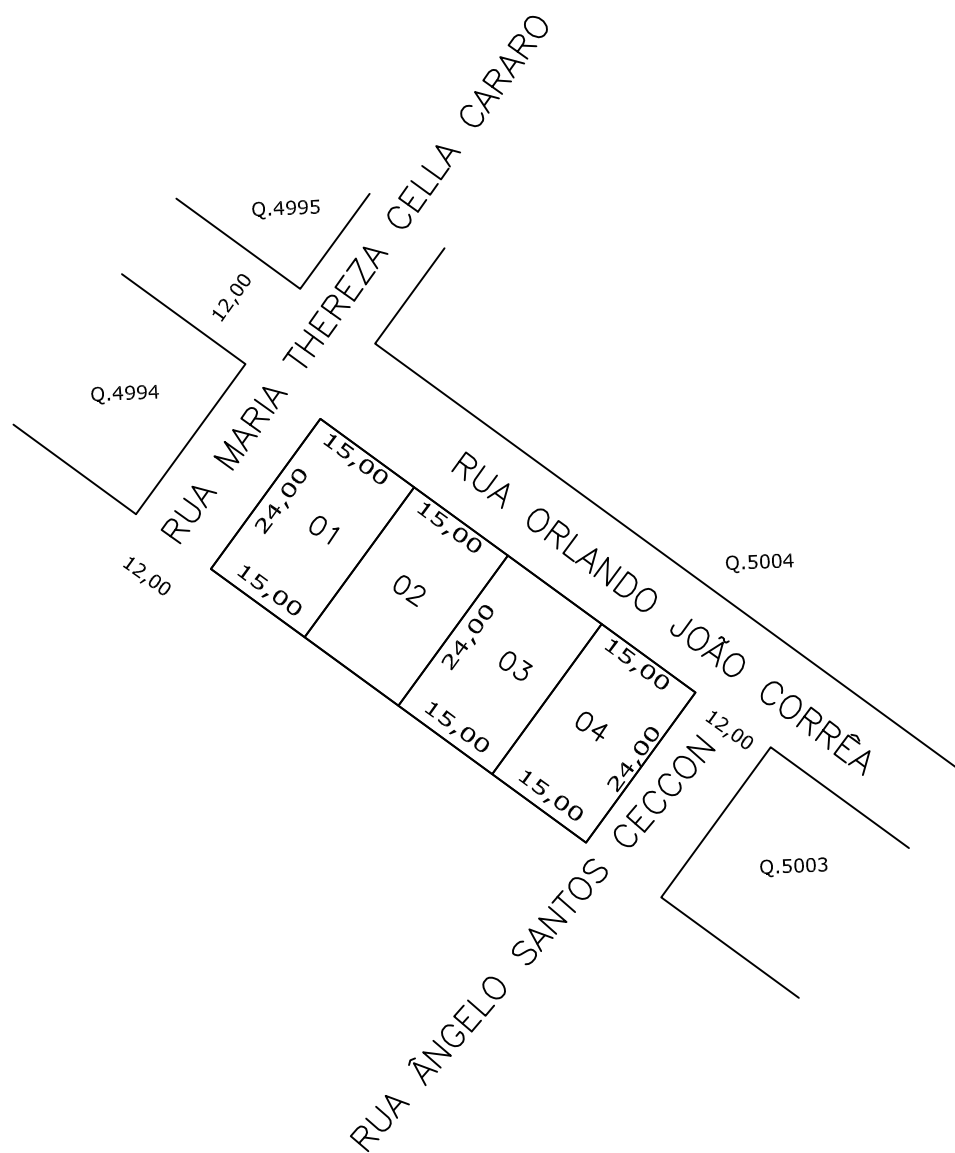 RUA MARIA THEREZA CELLA CARARO
Q.4995
12,00
Q.4994
12,00
RUA ORLANDO JOÃO CORRÊA
Q.5004
15,00
24,00
01
15,00
15,00
02
24,00
03
15,00
15,00
04
24,00
15,00
12,00
Q.5003
RUA ÂNGELO SANTOS CECCON